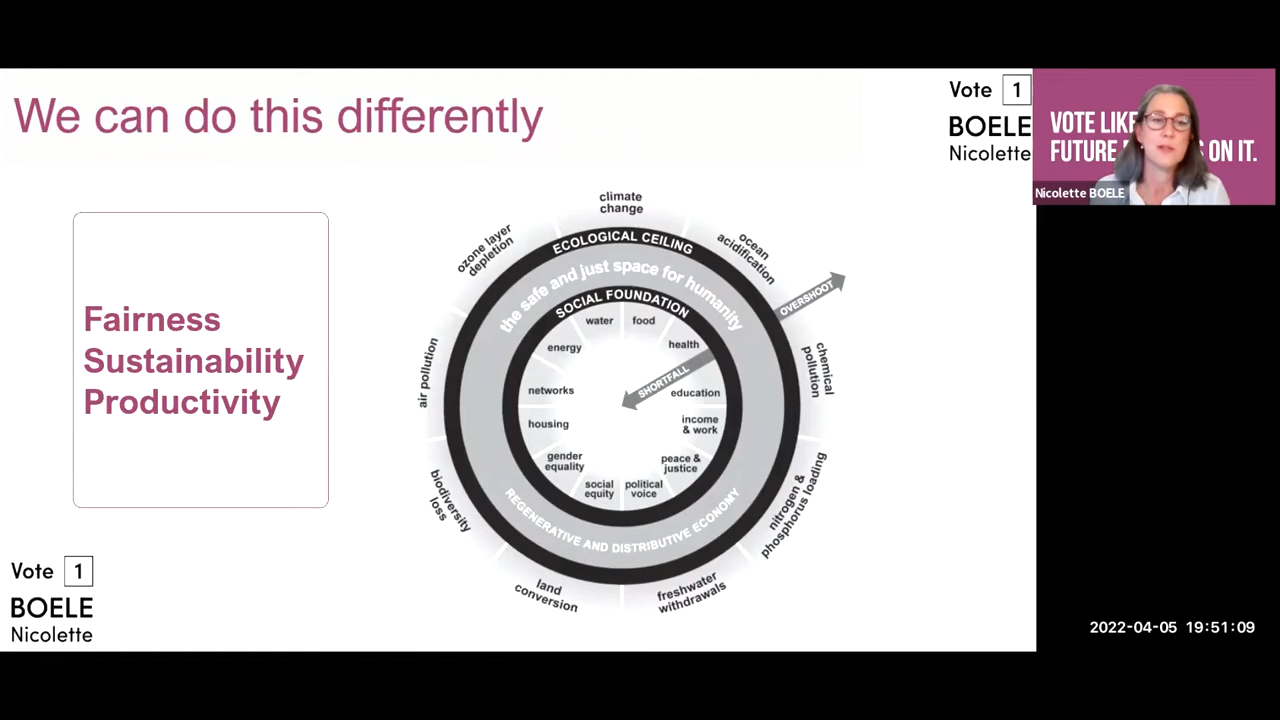 We can do this differently
Vote 1
BOELE
Nicolette
VOTE LIKE
FUTURE
ON IT.
Nicolette BOELE
Fairness
Sustainability
Productivity
climate
change
ozone layer
depletion
ocean
acidification
air pollution
chemical
pollution
biodiversity
loss
nitrogen &
phosphorus loading
land
conversion
freshwater
withdrawals
ECOLOGICAL CEILING
the safe and just space for humanity
SOCIAL FOUNDATION
OVERSHOOT
water
food
energy
health
SHORTFALL
networks
education
housing
income
& work
gender
equality
peace &
justice
social
equity
political
voice
REGENERATIVE AND DISTRIBUTIVE ECONOMY
Vote 1
BOELE
Nicolette
2022-04-05 19:51:09